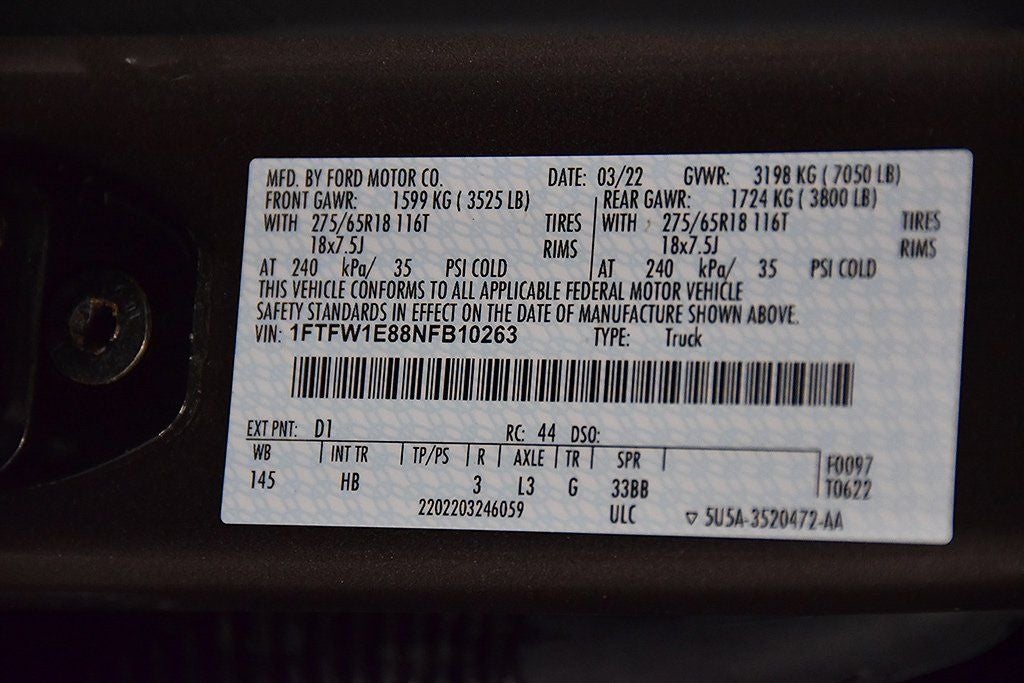 MFD. BY FORD MOTOR CO. DATE: 03/22 GVWR: 3198 KG ( 7050 LB)
FRONT GAWR: 1599 KG ( 3525 LB) REAR GAWR: 1724 KG ( 3800 LB)
WITH 275/65R18 116T TIRES WITH 275/65R18 116T TIRES
18x7.5J RIMS 18x7.5J RIMS
AT 240 kPa/ 35 PSI COLD AT 240 kPa/ 35 PSI COLD
THIS VEHICLE CONFORMS TO ALL APPLICABLE FEDERAL MOTOR VEHICLE
SAFETY STANDARDS IN EFFECT ON THE DATE OF MANUFACTURE SHOWN ABOVE.
VIN: 1FTFW1E88NFB10263 TYPE: Truck
EXT PNT: D1 RC: 44 DSO:
WB INT TR TP/PS R AXLE TR SPR F0097
145 HB 3 L3 G 33BB T0622
2202203246059 ULC ▽ 5U5A-3520472-AA